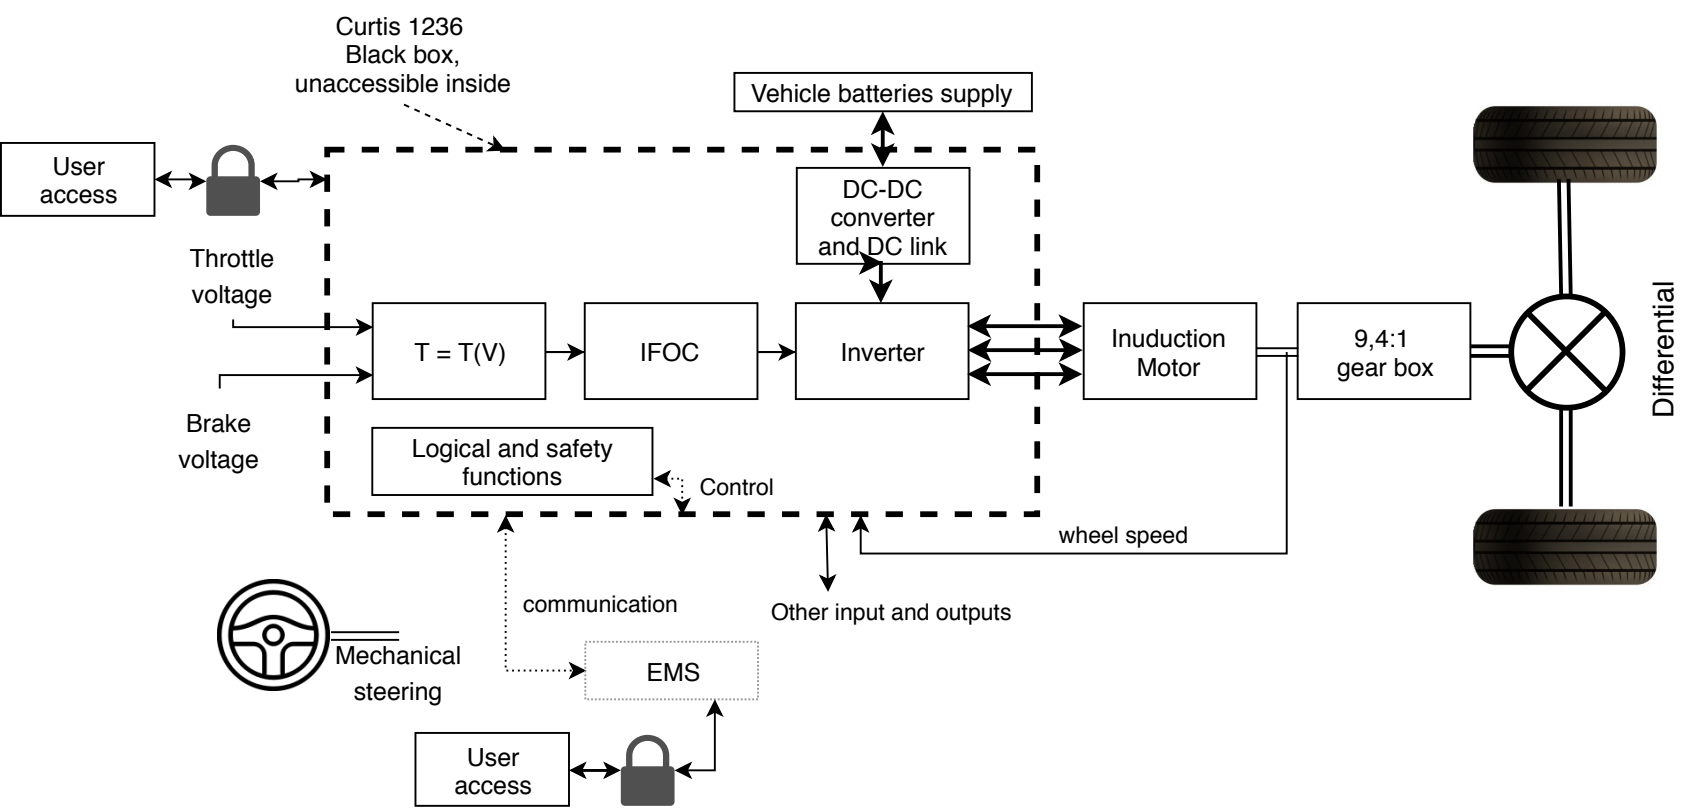 Curtis 1236
Black box,
unaccessible inside
Vehicle batteries supply
User
access
DC-DC
converter
and DC link
Throttle
voltage
T = T(V)
IFOC
Inverter
Inuduction
Motor
9,4:1
gear box
Differential
Brake
voltage
Logical and safety
functions
Control
wheel speed
communication
Other input and outputs
Mechanical
steering
EMS
User
access